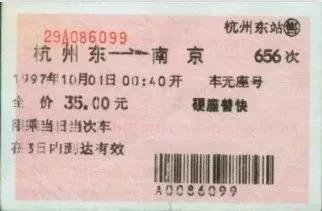 29A086099
杭州东站售
杭州东→南京 656次
1997年10月01日00:40开 车元座号
全价35.00元 硬座普快
限乘当日当次车
在3日内到达有效
A0086099